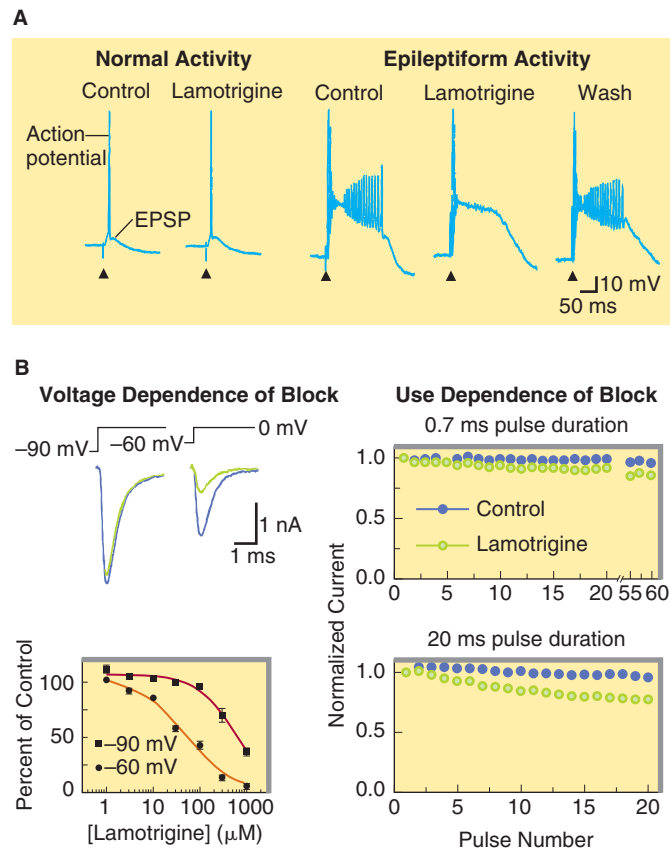 A
Normal Activity
Epileptiform Activity
Control
Lamotrigine
Control
Lamotrigine
Wash
Action
potential
EPSP
10 mV
50 ms
B
Voltage Dependence of Block
–90 mV
–60 mV
0 mV
1 nA
1 ms
Percent of Control
100
50
0
–90 mV
–60 mV
1
10
100
1000
[Lamotrigine] (μM)
Use Dependence of Block
0.7 ms pulse duration
Normalized Current
1.0
0.5
0.0
Control
Lamotrigine
0
5
10
15
20
55
60
20 ms pulse duration
1.0
0.5
0.0
0
5
10
15
20
Pulse Number